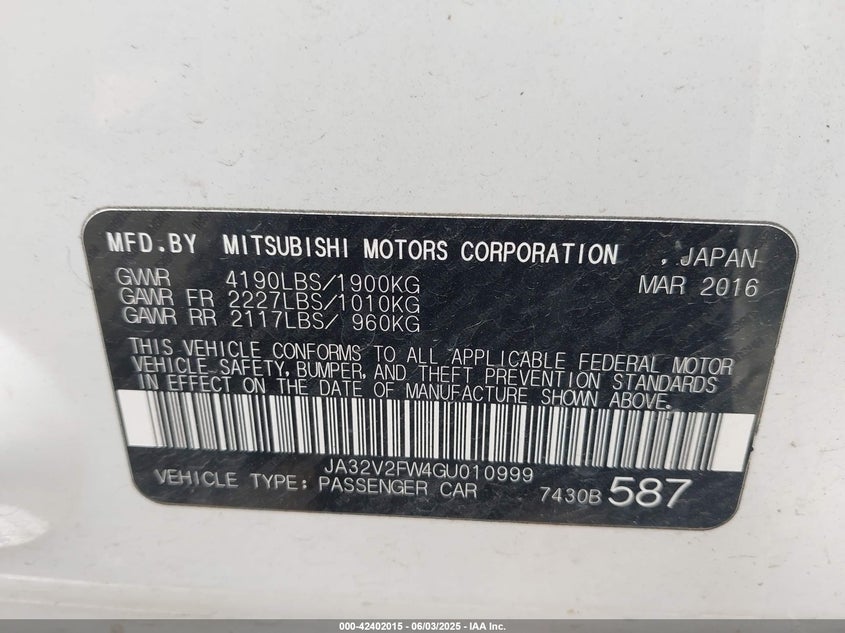 MFD.BY MITSUBISHI MOTORS CORPORATION , JAPAN
GVWR 4190LBS/1900KG MAR 2016
GAWR FR 2227LBS/1010KG
GAWR RR 2117LBS/ 960KG
THIS VEHICLE CONFORMS TO ALL APPLICABLE FEDERAL MOTOR
VEHICLE SAFETY, BUMPER, AND THEFT PREVENTION STANDARDS
IN EFFECT ON THE DATE OF MANUFACTURE SHOWN ABOVE.
JA32V2FW4GU010999
VEHICLE TYPE: PASSENGER CAR 7430B 587
000-42402015 - 06/03/2025 - IAA Inc.